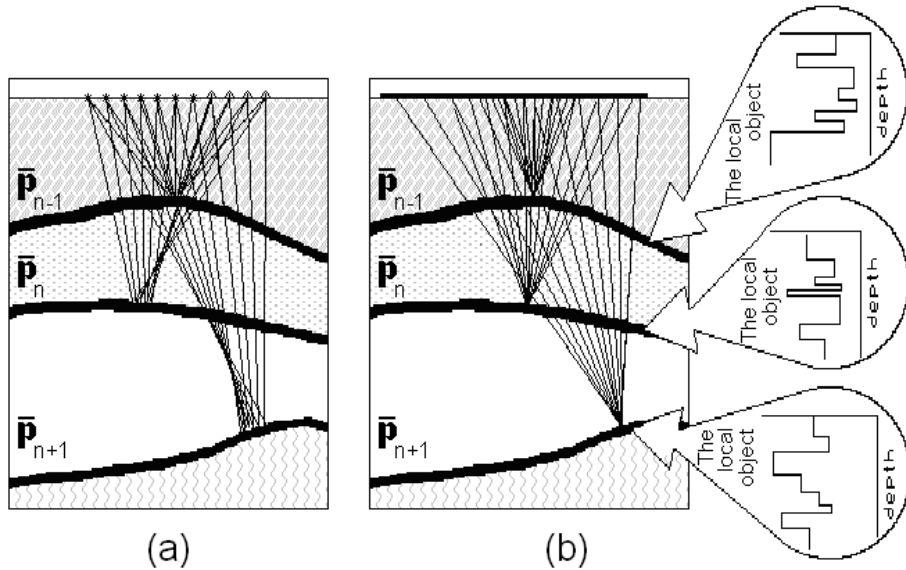 p̄n-1
p̄n
p̄n+1
(a)
p̄n-1
p̄n
p̄n+1
(b)
The local
object
depth
The local
object
depth
The
local
object
depth